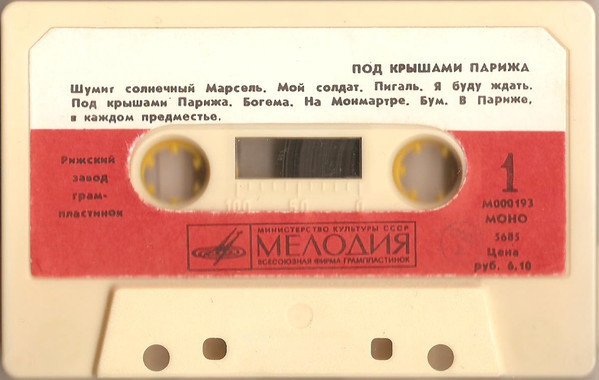 ПОД КРЫШАМИ ПАРИЖА
Шумит солнечный Марсель. Мой солдат. Пигаль. Я буду ждать.
Под крышами Парижа. Богема. На Монмартре. Бум. В Париже,
в каждом предместье.
Рижский
завод
грам-
пластинок
1
М000193
МОНО
5685
Цена
руб. 6.10
100 50 0
МИНИСТЕРСТВО КУЛЬТУРЫ СССР
МЕЛОДИЯ
ВСЕСОЮЗНАЯ ФИРМА ГРАМПЛАСТИНОК